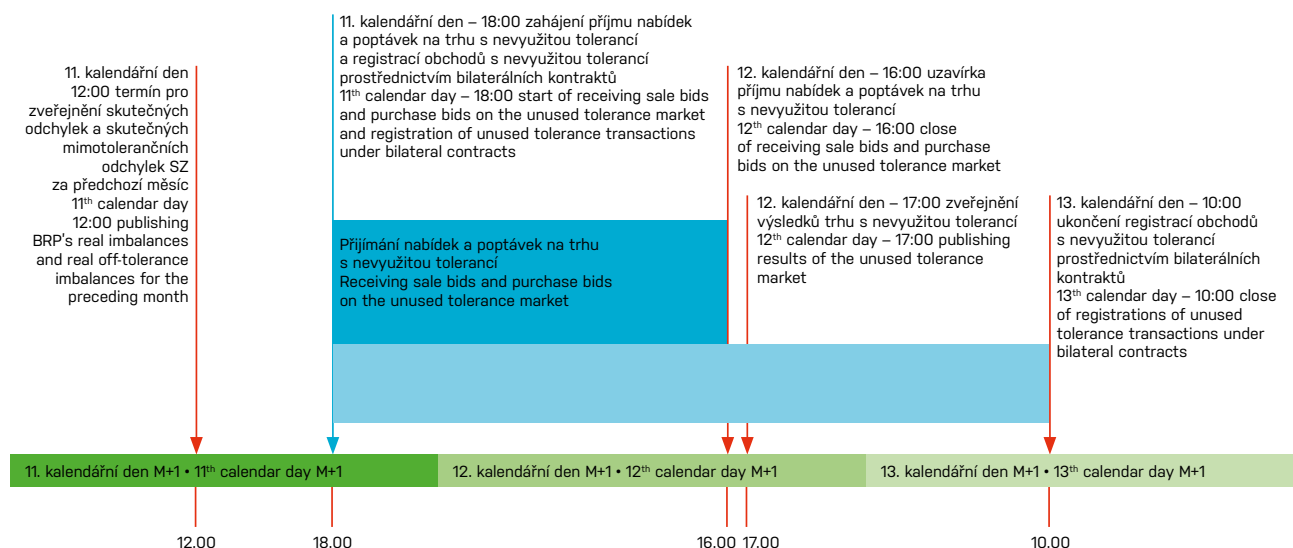 11. kalendářní den
12:00 termín pro
zveřejnění skutečných
odchylek a skutečných
mimotolerančních
odchylek SZ
za předchozí měsíc
11th calendar day
12:00 publishing
BRP's real imbalances
and real off-tolerance
imbalances for the
preceding month
11. kalendářní den – 18:00 zahájení příjmu nabídek
a poptávek na trhu s nevyužitou tolerancí
a registrací obchodů s nevyužitou tolerancí
prostřednictvím bilaterálních kontraktů
11th calendar day – 18:00 start of receiving sale bids
and purchase bids on the unused tolerance market
and registration of unused tolerance transactions
under bilateral contracts
12. kalendářní den – 16:00 uzavírka
příjmu nabídek a poptávek na trhu
s nevyužitou tolerancí
12th calendar day – 16:00 close
of receiving sale bids and purchase
bids on the unused tolerance market
12. kalendářní den – 17:00 zveřejnění
výsledků trhu s nevyužitou tolerancí
12th calendar day – 17:00 publishing
results of the unused tolerance
market
13. kalendářní den – 10:00
ukončení registrací obchodů
s nevyužitou tolerancí
prostřednictvím bilaterálních
kontraktů
13th calendar day – 10:00 close
of registrations of unused
tolerance transactions under
bilateral contracts
Přijímání nabídek a poptávek na trhu
s nevyužitou tolerancí
Receiving sale bids and purchase bids
on the unused tolerance market
11. kalendářní den M+1 • 11th calendar day M+1
12. kalendářní den M+1 • 12th calendar day M+1
13. kalendářní den M+1 • 13th calendar day M+1
12.00
18.00
16.00
17.00
10.00